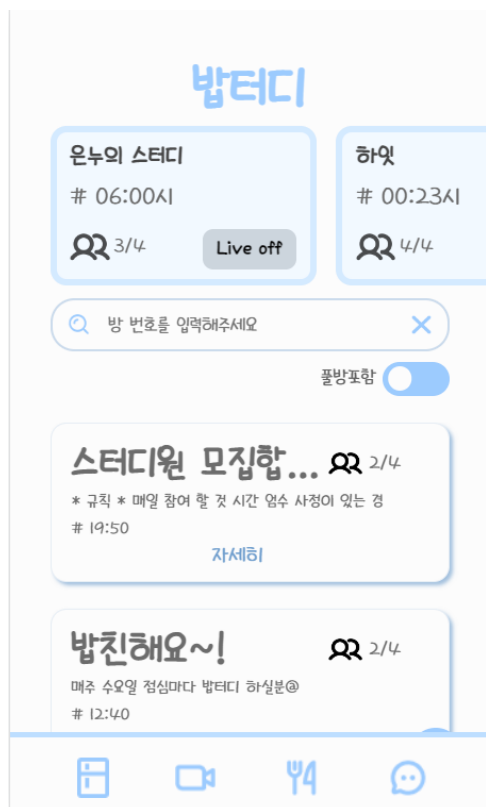 밥터디
은누의 스터디
# 06:00시
3/4
Live off
하잇
# 00:23시
4/4
방 번호를 입력해주세요
풀방포함
스터디원 모집합...
2/4
* 규칙 * 매일 참여 할 것 시간 엄수 사정이 있는 경
# 19:50
자세히
밥친해요~!
2/4
매주 수요일 점심마다 밥터디 하실분@
# 12:40